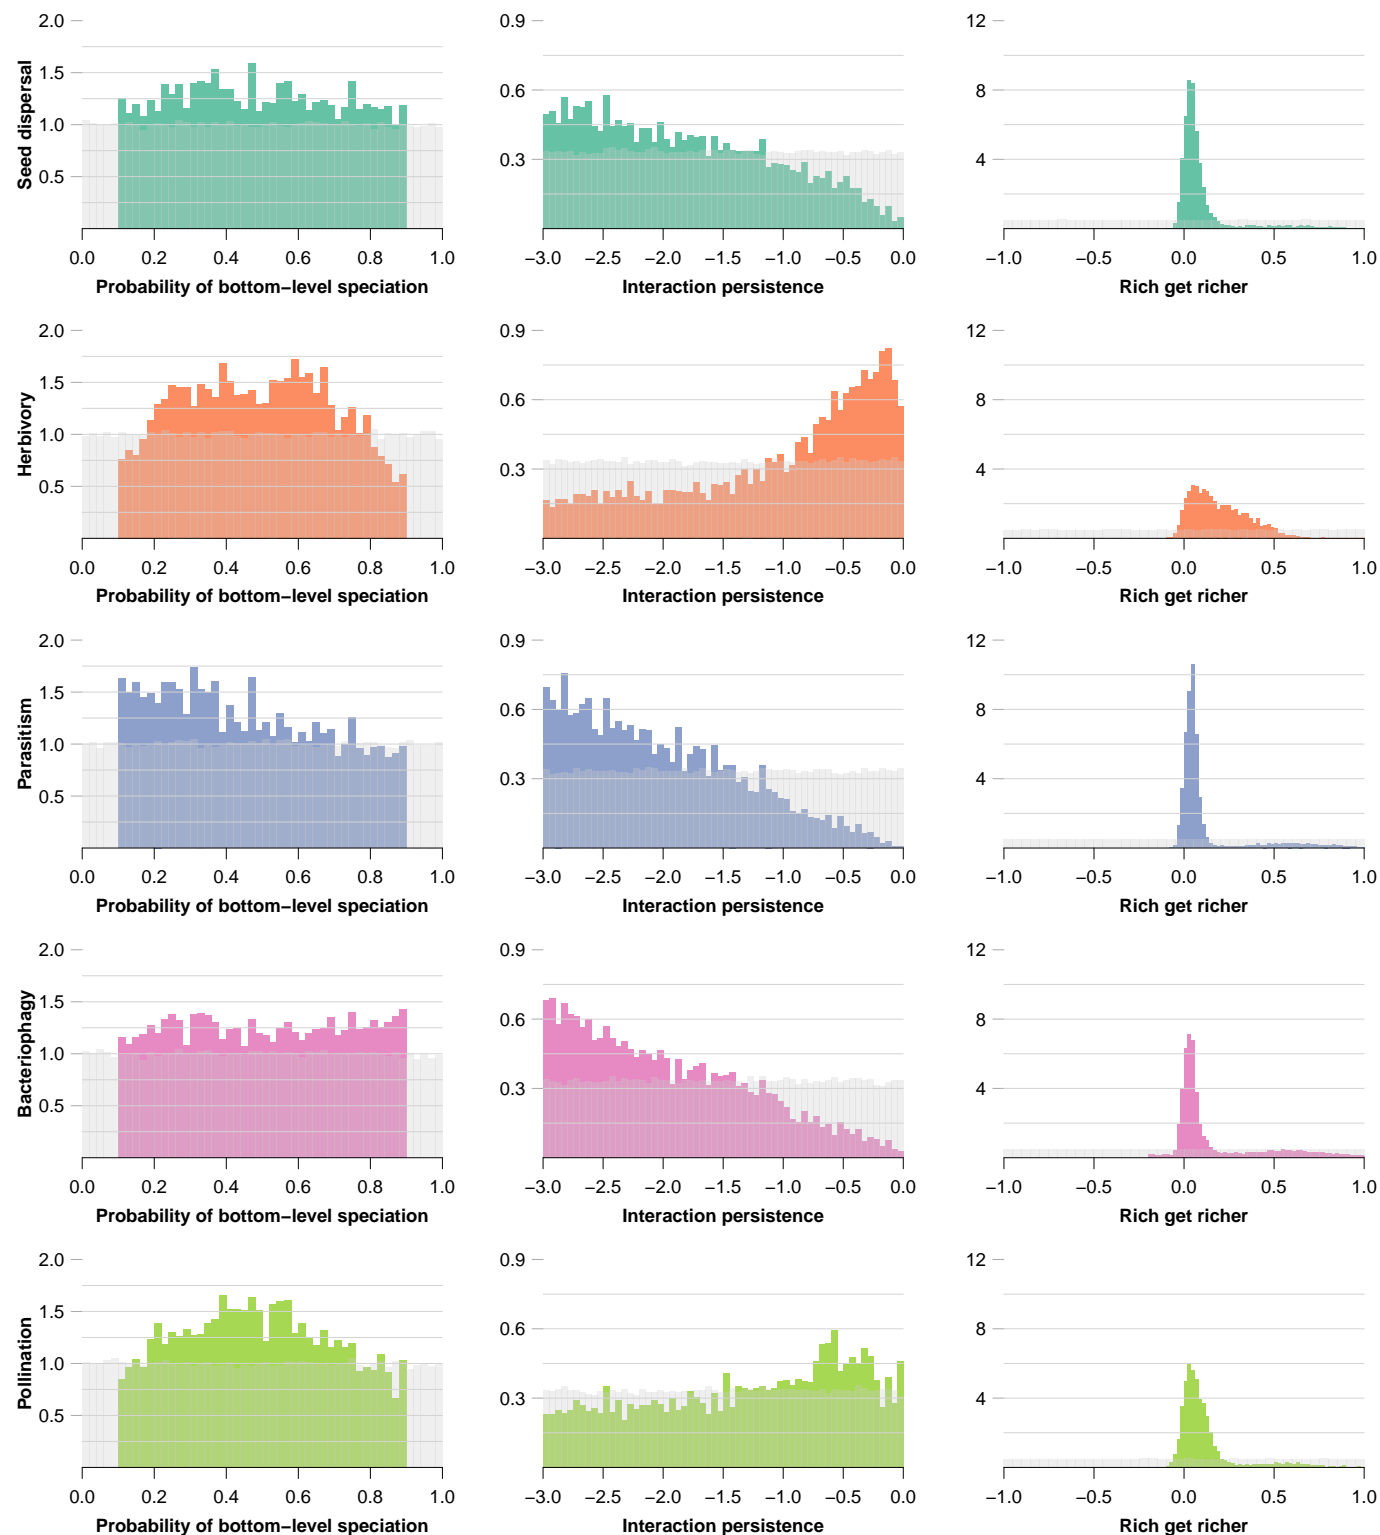 2.0 0.9 12
1.5 0.6 8
1.0 0.3 4
0.5
Seed dispersal
0.0 0.2 0.4 0.6 0.8 1.0 −3.0 −2.5 −2.0 −1.5 −1.0 −0.5 0.0 −1.0 −0.5 0.0 0.5 1.0
Probability of bottom−level speciation Interaction persistence Rich get richer
2.0 0.9 12
1.5 0.6 8
1.0 0.3 4
0.5
Herbivory
0.0 0.2 0.4 0.6 0.8 1.0 −3.0 −2.5 −2.0 −1.5 −1.0 −0.5 0.0 −1.0 −0.5 0.0 0.5 1.0
Probability of bottom−level speciation Interaction persistence Rich get richer
2.0 0.9 12
1.5 0.6 8
1.0 0.3 4
0.5
Parasitism
0.0 0.2 0.4 0.6 0.8 1.0 −3.0 −2.5 −2.0 −1.5 −1.0 −0.5 0.0 −1.0 −0.5 0.0 0.5 1.0
Probability of bottom−level speciation Interaction persistence Rich get richer
2.0 0.9 12
1.5 0.6 8
1.0 0.3 4
0.5
Bacteriophagy
0.0 0.2 0.4 0.6 0.8 1.0 −3.0 −2.5 −2.0 −1.5 −1.0 −0.5 0.0 −1.0 −0.5 0.0 0.5 1.0
Probability of bottom−level speciation Interaction persistence Rich get richer
2.0 0.9 12
1.5 0.6 8
1.0 0.3 4
0.5
Pollination
0.0 0.2 0.4 0.6 0.8 1.0 −3.0 −2.5 −2.0 −1.5 −1.0 −0.5 0.0 −1.0 −0.5 0.0 0.5 1.0
Probability of bottom−level speciation Interaction persistence Rich get richer